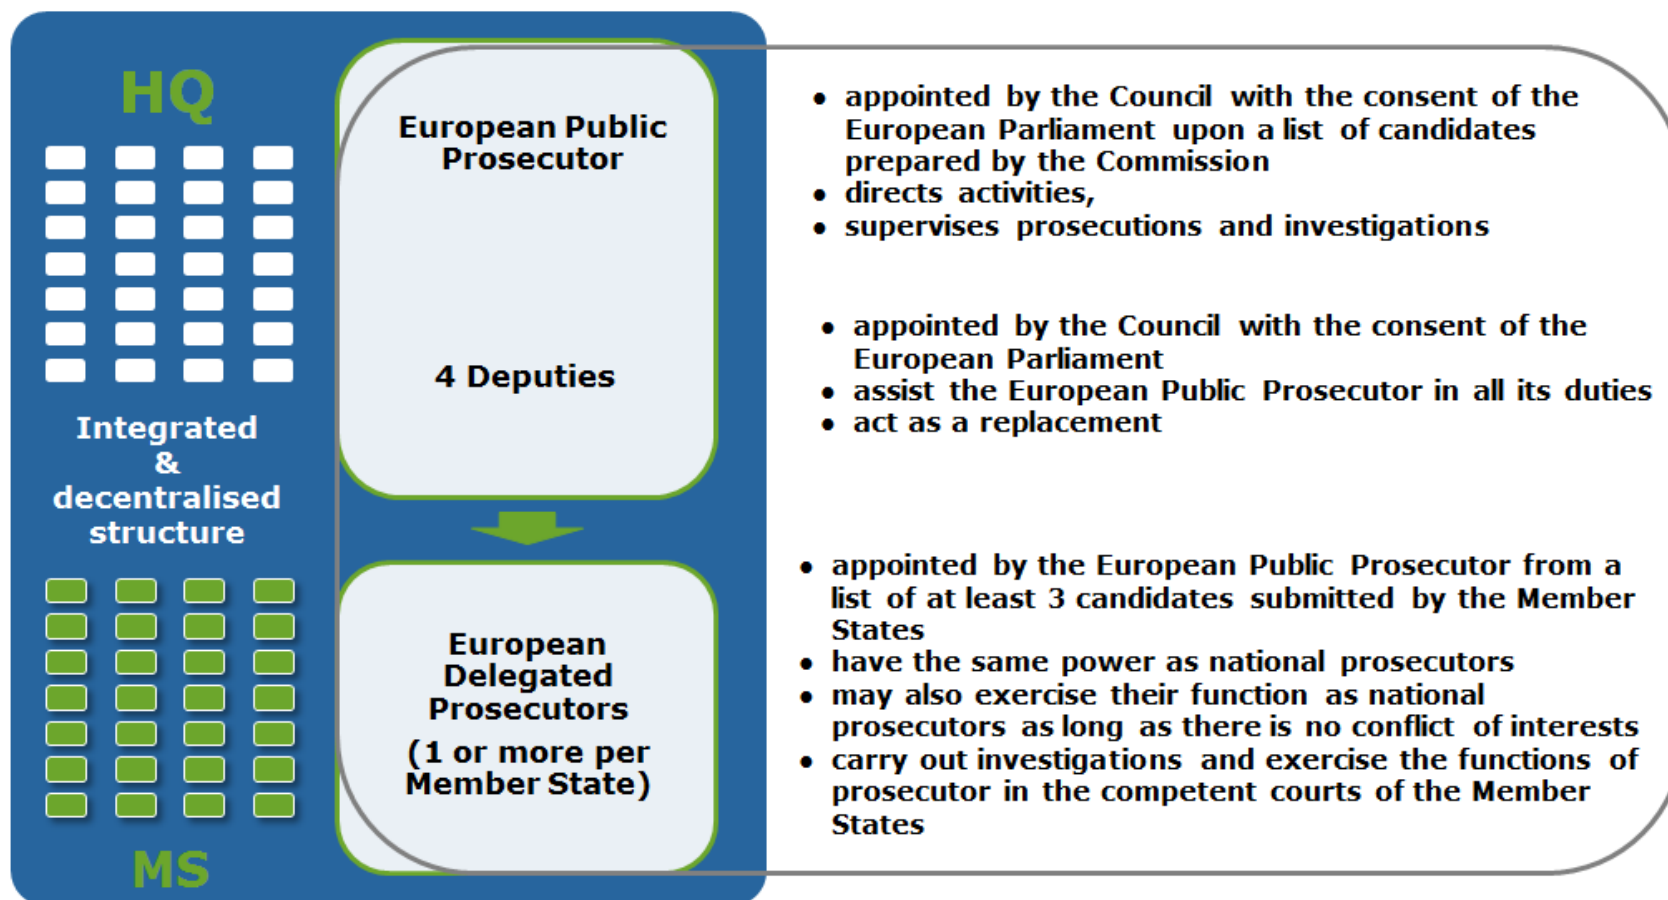 HQ
Integrated
&
decentralised
structure
MS
European Public
Prosecutor
4 Deputies
European
Delegated
Prosecutors
(1 or more per
Member State)
• appointed by the Council with the consent of the
European Parliament upon a list of candidates
prepared by the Commission
• directs activities,
• supervises prosecutions and investigations
• appointed by the Council with the consent of the
European Parliament
• assist the European Public Prosecutor in all its duties
• act as a replacement
• appointed by the European Public Prosecutor from a
list of at least 3 candidates submitted by the Member
States
• have the same power as national prosecutors
• may also exercise their function as national
prosecutors as long as there is no conflict of interests
• carry out investigations and exercise the functions of
prosecutor in the competent courts of the Member
States